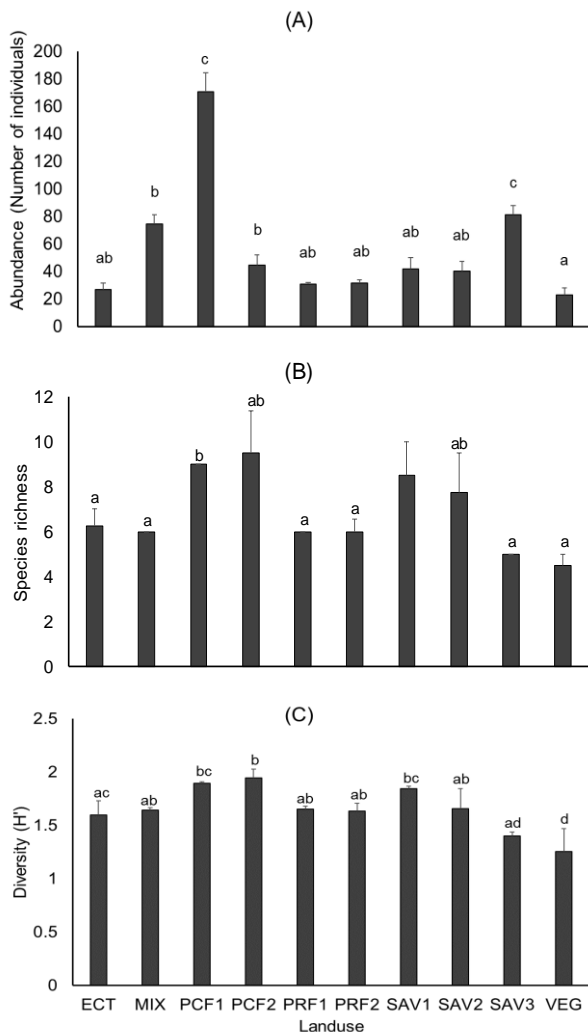 (A)
Abundance (Number of individuals)
200
180
160
140
120
100
80
60
40
20
0
ab
b
c
b
ab
ab
ab
ab
c
a
(B)
Species richness
12
10
8
6
4
2
0
a
a
b
ab
a
a
ab
a
a
(C)
Diversity (H')
2.5
2
1.5
1
0.5
0
ac
ab
bc
b
ab
ab
bc
ab
ad
d
ECT MIX PCF1 PCF2 PRF1 PRF2 SAV1 SAV2 SAV3 VEG
Landuse